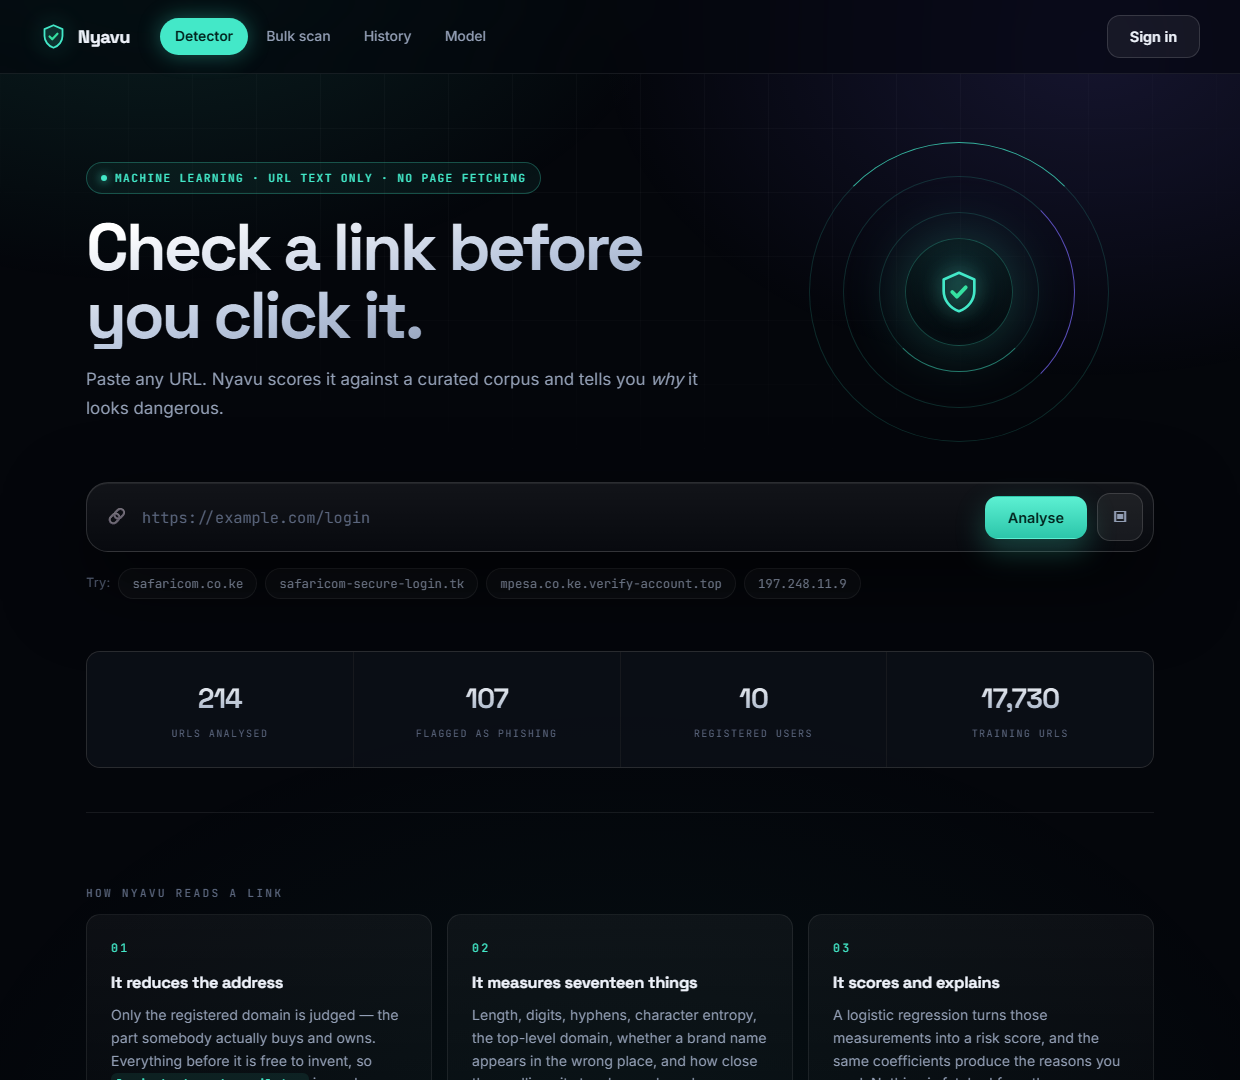 Nyavu
Detector
Bulk scan
History
Model
Sign in
MACHINE LEARNING · URL TEXT ONLY · NO PAGE FETCHING
Check a link before
you click it.
Paste any URL. Nyavu scores it against a curated corpus and tells you why it
looks dangerous.
https://example.com/login
Analyse
Try:
safaricom.co.ke
safaricom-secure-login.tk
mpesa.co.ke.verify-account.top
197.248.11.9
214
URLS ANALYSED
107
FLAGGED AS PHISHING
10
REGISTERED USERS
17,730
TRAINING URLS
HOW NYAVU READS A LINK
01
It reduces the address
Only the registered domain is judged — the
part somebody actually buys and owns.
Everything before it is free to invent, so
02
It measures seventeen things
Length, digits, hyphens, character entropy,
the top-level domain, whether a brand name
appears in the wrong place, and how close
03
It scores and explains
A logistic regression turns those
measurements into a risk score, and the
same coefficients produce the reasons you